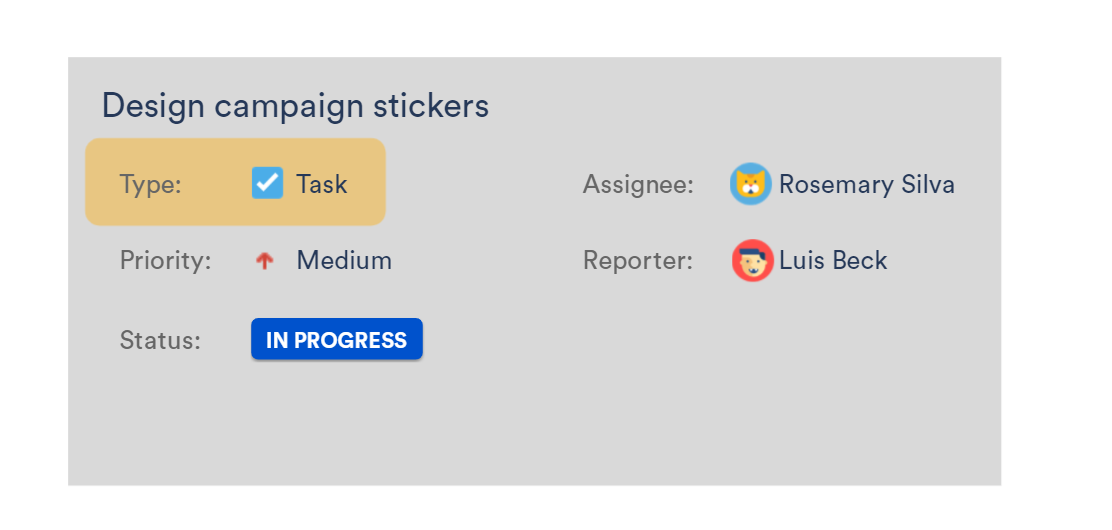 Design campaign stickers
Type: Task
Assignee: Rosemary Silva
Priority: Medium
Reporter: Luis Beck
Status: IN PROGRESS